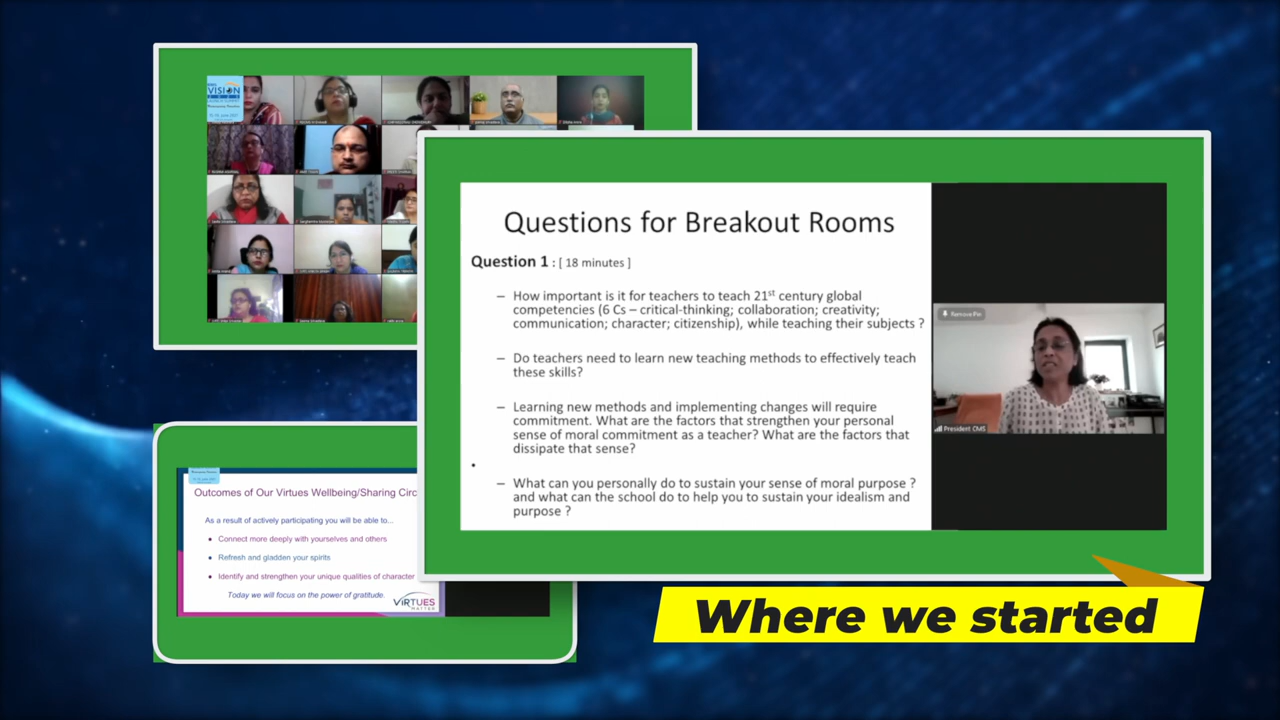 VISION
Questions for Breakout Rooms
Question 1 : [ 18 minutes ]
– How important is it for teachers to teach 21st century global
competencies (6 Cs – critical-thinking; collaboration; creativity;
communication; character; citizenship), while teaching their subjects ?
– Do teachers need to learn new teaching methods to effectively teach
these skills?
– Learning new methods and implementing changes will require
commitment. What are the factors that strengthen your personal
sense of moral commitment as a teacher? What are the factors that
dissipate that sense?
•
– What can you personally do to sustain your sense of moral purpose ?
and what can the school do to help you to sustain your idealism and
purpose ?
Remove Pin
President CMS
Outcomes of Our Virtues Wellbeing/Sharing Circ
As a result of actively participating you will be able to...
• Connect more deeply with yourselves and others
• Refresh and gladden your spirits
• Identify and strengthen your unique qualities of character
Today we will focus on the power of gratitude.
VIRTUES
MATTER
Where we started